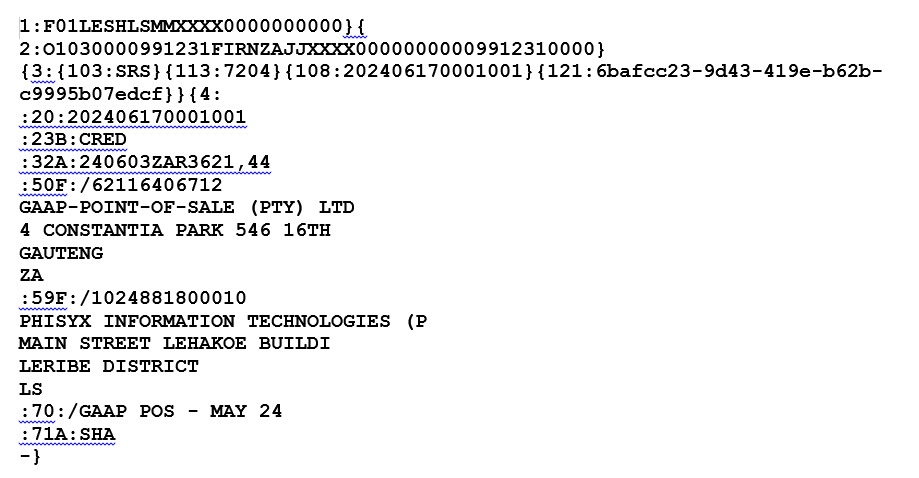 1:F01LESHLSMMXXXX0000000000}{
2:O1030000991231FIRNZAJJXXXX00000000009912310000}
{3:{103:SRS}{113:7204}{108:202406170001001}{121:6bafcc23-9d43-419e-b62b-
c9995b07edcf}}{4:
:20:202406170001001
:23B:CRED
:32A:240603ZAR3621,44
:50F:/62116406712
GAAP-POINT-OF-SALE (PTY) LTD
4 CONSTANTIA PARK 546 16TH
GAUTENG
ZA
:59F:/1024881800010
PHISYX INFORMATION TECHNOLOGIES (P
MAIN STREET LEHAKOE BUILDI
LERIBE DISTRICT
LS
:70:/GAAP POS - MAY 24
:71A:SHA
-}